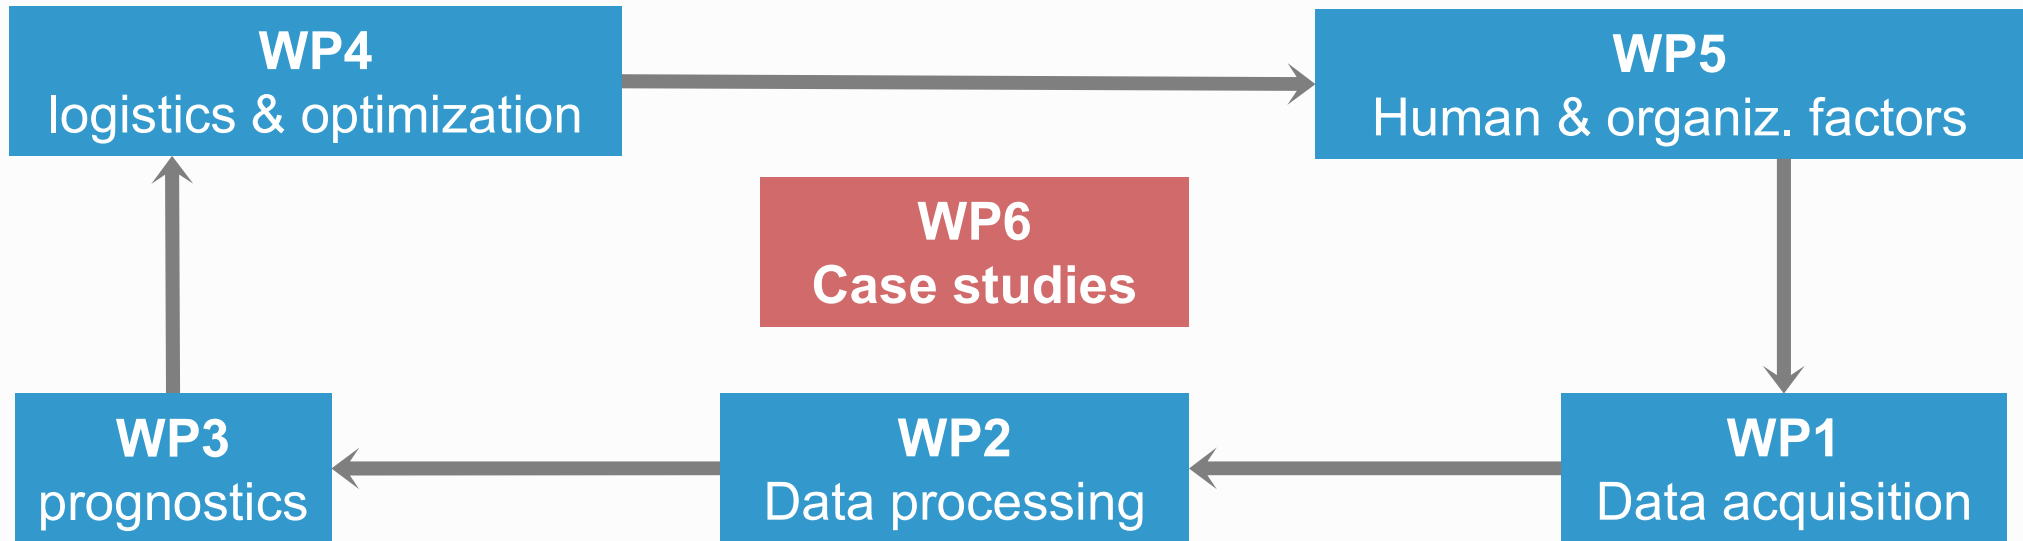 WP4
logistics & optimization
WP5
Human & organiz. factors
WP6
Case studies
WP3
prognostics
WP2
Data processing
WP1
Data acquisition